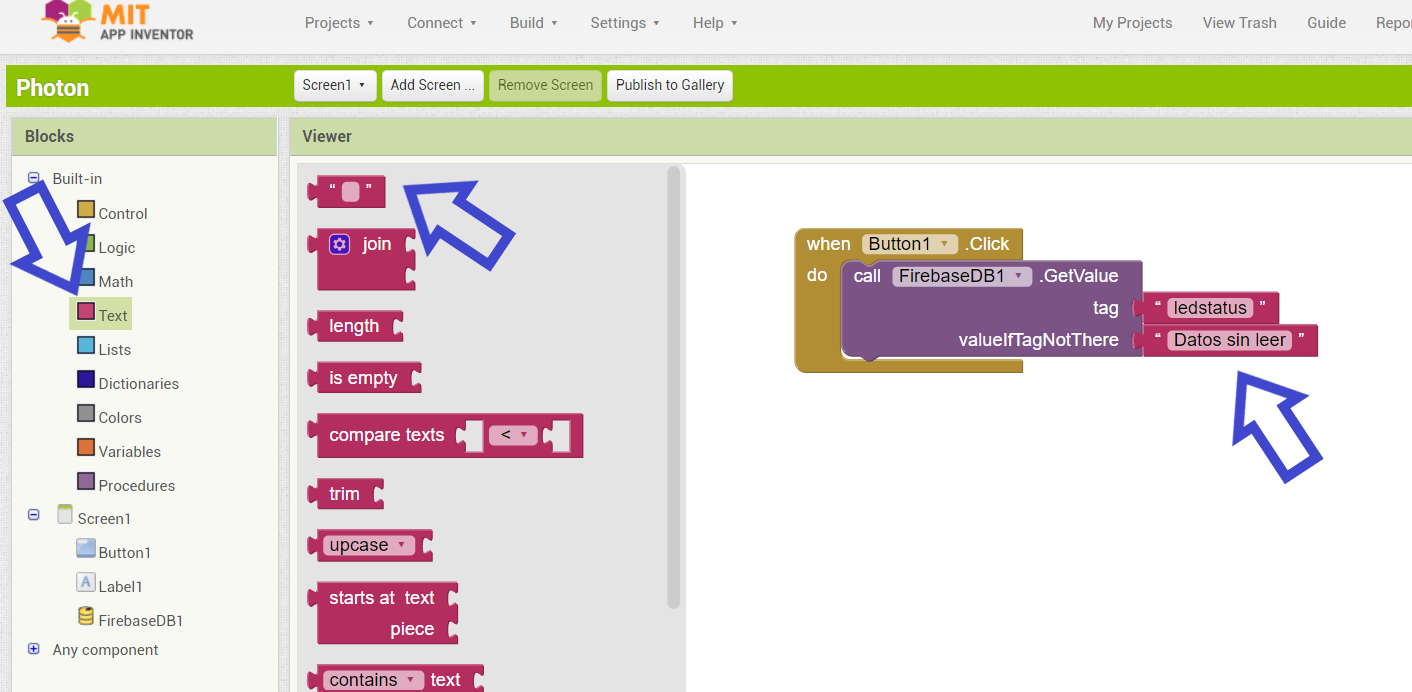 MIT
APP INVENTOR
Projects Connect Build Settings Help My Projects View Trash Guide Repo
Photon
Screen1 Add Screen ... Remove Screen Publish to Gallery
Blocks
Viewer
Built-in
Control
Logic
Math
Text
Lists
Dictionaries
Colors
Variables
Procedures
Screen1
Button1
Label1
FirebaseDB1
Any component
“ ”
join
length
is empty
compare texts <
trim
upcase
starts at text
piece
contains text
when Button1 .Click
do call FirebaseDB1 .GetValue
tag “ ledstatus ”
valueIfTagNotThere “ Datos sin leer ”